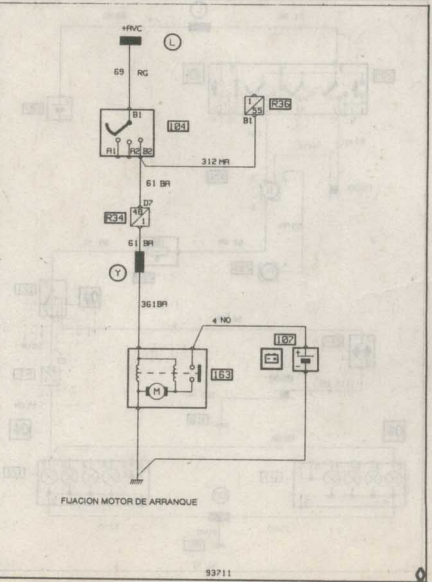 +AVC
L
69 RG
B1
104
A1 A2 B2
1
55
B1
R36
312 MA
61 BA
D7
R34
4B
1
61 BA
Y
361BA
4 NO
107
+
-
163
M
FIJACION MOTOR DE ARRANQUE
93711